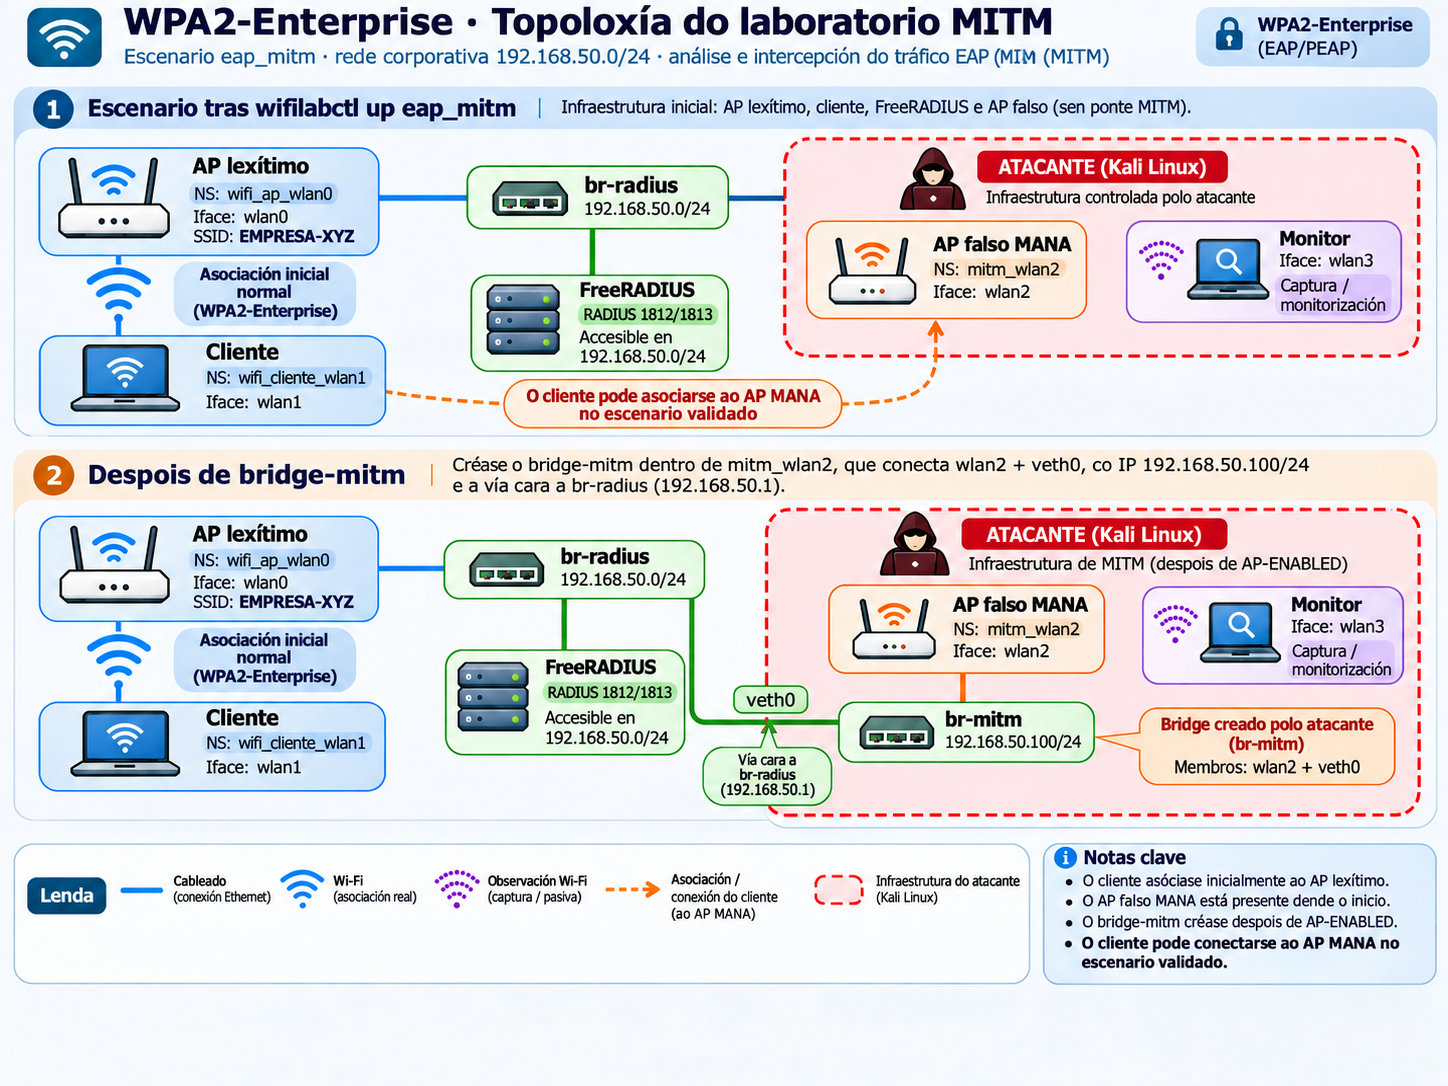 WPA2-Enterprise · Topoloxía do laboratorio MITM
Escenario eap_mitm · rede corporativa 192.168.50.0/24 · análise e intercepción do tráfico EAP (MIM (MITM)
WPA2-Enterprise
(EAP/PEAP)
1 Escenario tras wifilabctl up eap_mitm
Infraestrutura inicial: AP lexítimo, cliente, FreeRADIUS e AP falso (sen ponte MITM).
AP lexítimo
NS: wifi_ap_wlan0
Iface: wlan0
SSID: EMPRESA-XYZ
Asociación inicial
normal
(WPA2-Enterprise)
Cliente
NS: wifi_cliente_wlan1
Iface: wlan1
br-radius
192.168.50.0/24
FreeRADIUS
RADIUS 1812/1813
Accesible en
192.168.50.0/24
O cliente pode asociarse ao AP MANA
no escenario validado
ATACANTE (Kali Linux)
Infraestrutura controlada polo atacante
AP falso MANA
NS: mitm_wlan2
Iface: wlan2
Monitor
Iface: wlan3
Captura /
monitorización
2 Despois de bridge-mitm
Créase o bridge-mitm dentro de mitm_wlan2, que conecta wlan2 + veth0, co IP 192.168.50.100/24
e a vía cara a br-radius (192.168.50.1).
AP lexítimo
NS: wifi_ap_wlan0
Iface: wlan0
SSID: EMPRESA-XYZ
Asociación inicial
normal
(WPA2-Enterprise)
Cliente
NS: wifi_cliente_wlan1
Iface: wlan1
br-radius
192.168.50.0/24
FreeRADIUS
RADIUS 1812/1813
Accesible en
192.168.50.0/24
veth0
Vía cara a
br-radius
(192.168.50.1)
ATACANTE (Kali Linux)
Infraestrutura de MITM (despois de AP-ENABLED)
AP falso MANA
NS: mitm_wlan2
Iface: wlan2
Monitor
Iface: wlan3
Captura /
monitorización
br-mitm
192.168.50.100/24
Bridge creado polo atacante
(br-mitm)
Membros: wlan2 + veth0
Lenda
Cableado
(conexión Ethernet)
Wi-Fi
(asociación real)
Observación Wi-Fi
(captura / pasiva)
Asociación /
conexión do cliente
(ao AP MANA)
Infraestrutura do atacante
(Kali Linux)
i Notas clave
• O cliente asóciase inicialmente ao AP lexítimo.
• O AP falso MANA está presente dende o inicio.
• O bridge-mitm créase despois de AP-ENABLED.
• O cliente pode conectarse ao AP MANA no
escenario validado.